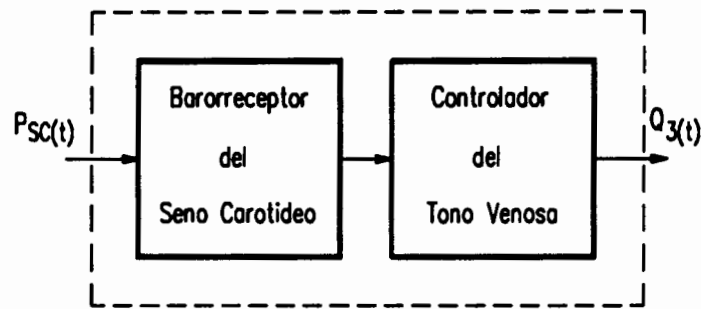 P_SC(t)
Barorreceptor
del
Seno Carotideo
Controlador
del
Tono Venosa
Q_3(t)